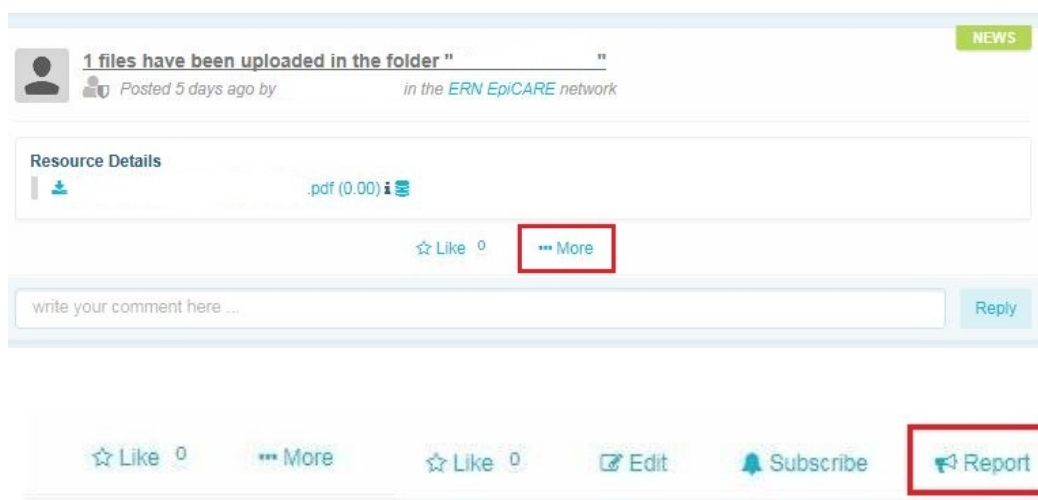 NEWS
1 files have been uploaded in the folder " "
Posted 5 days ago by in the ERN EpiCARE network
Resource Details
.pdf (0.00) i
Like 0 ••• More
write your comment here ...
Reply
Like 0 ••• More Like 0 Edit Subscribe Report